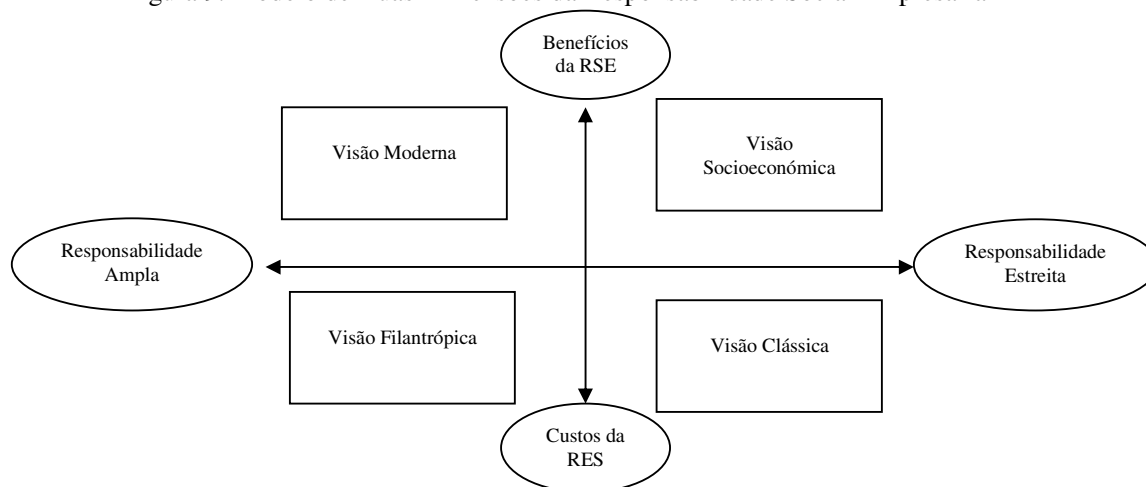 Benefícios
da RSE
Visão Moderna
Visão
Socioeconómica
Responsabilidade
Ampla
Responsabilidade
Estreita
Visão Filantrópica
Visão Clássica
Custos da
RES